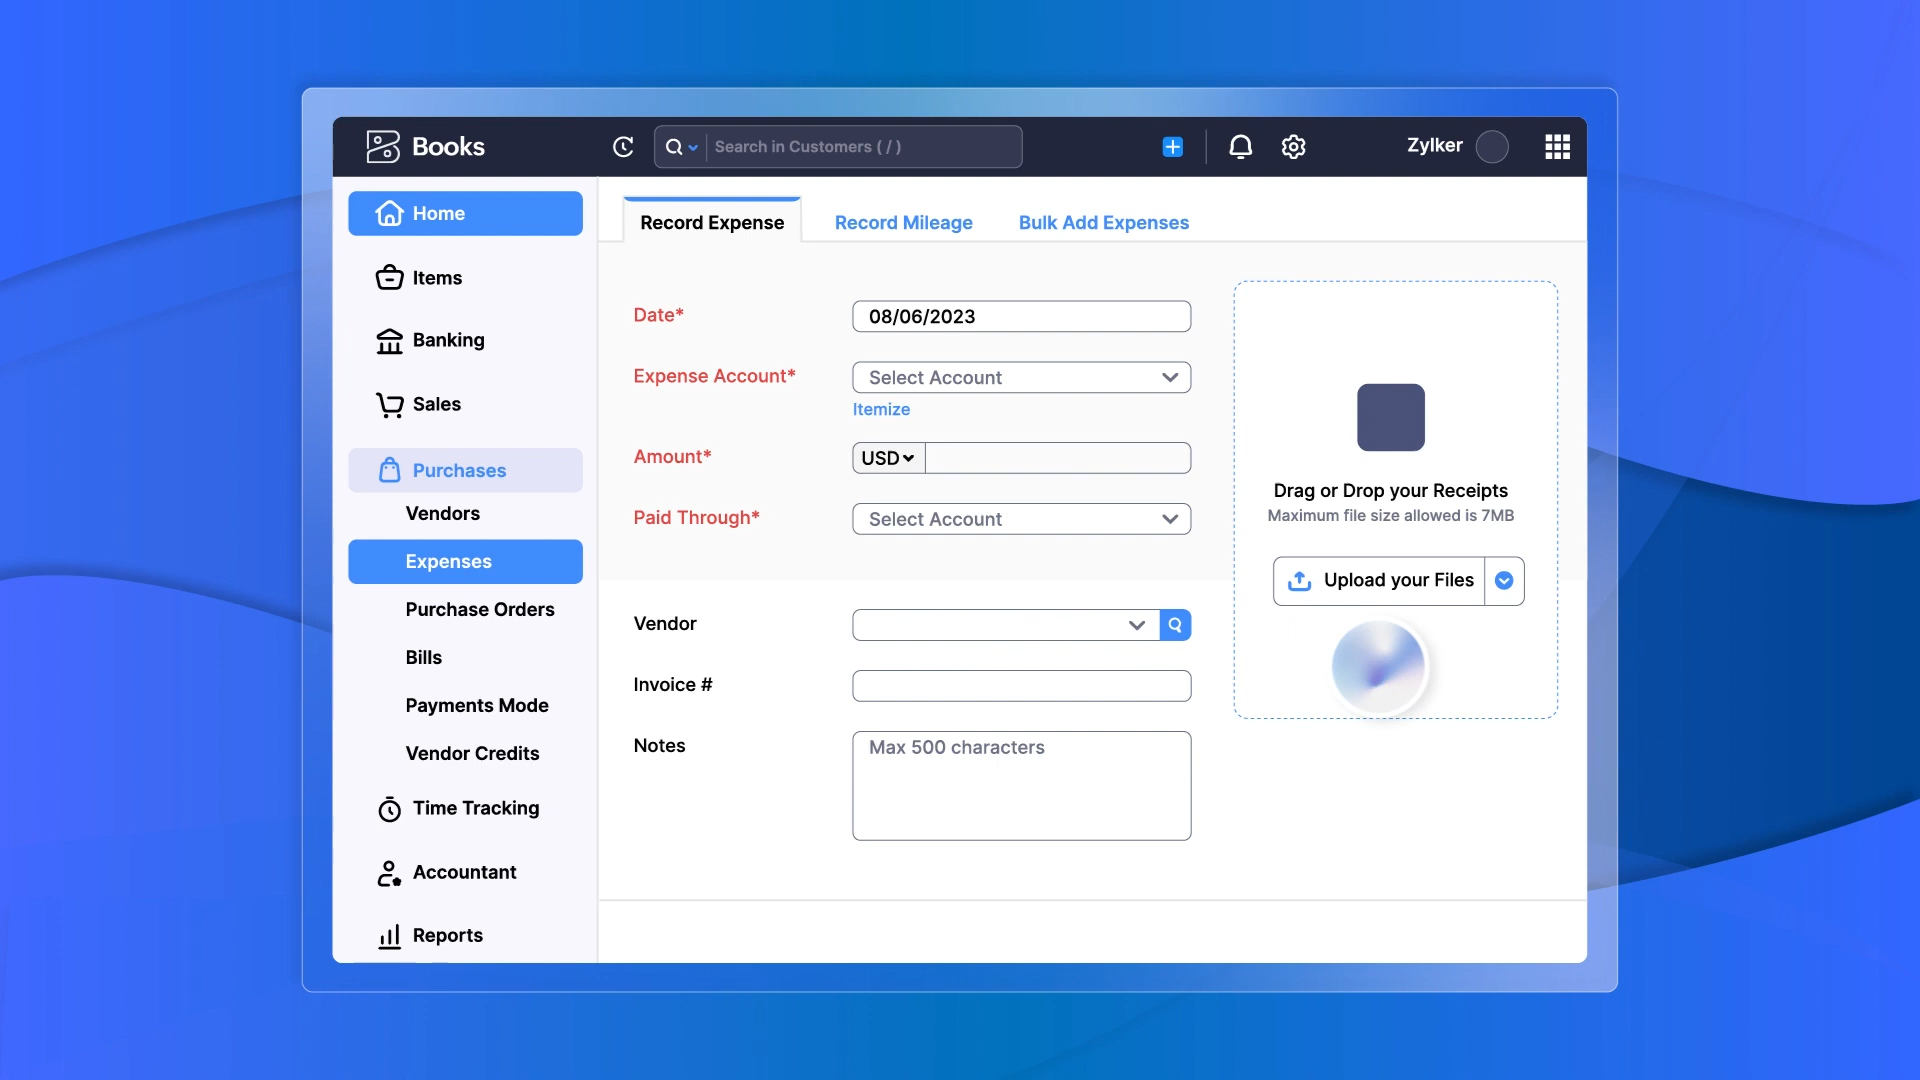 Books
Search in Customers ( / )
Zylker
Home
Items
Banking
Sales
Purchases
Vendors
Expenses
Purchase Orders
Bills
Payments Mode
Vendor Credits
Time Tracking
Accountant
Reports
Record Expense
Record Mileage
Bulk Add Expenses
Date*
08/06/2023
Expense Account*
Select Account
Itemize
Amount*
USD
Paid Through*
Select Account
Vendor
Invoice #
Notes
Max 500 characters
Drag or Drop your Receipts
Maximum file size allowed is 7MB
Upload your Files